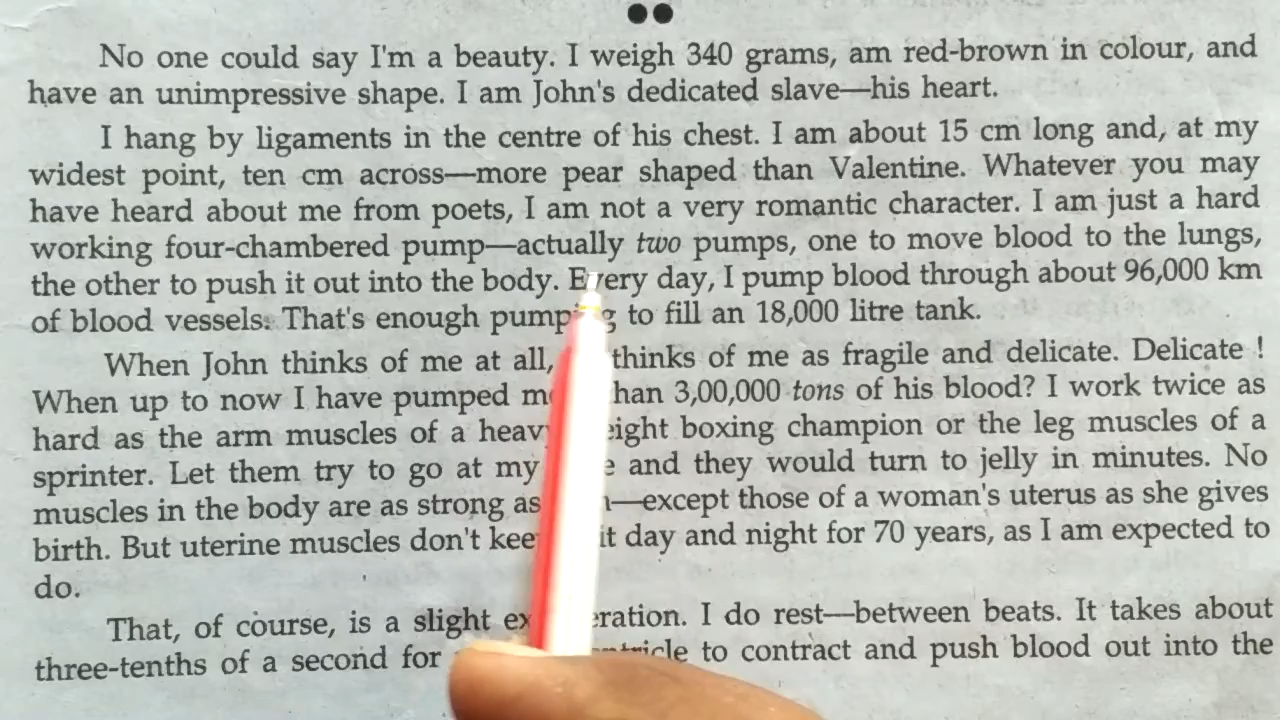 No one could say I'm a beauty. I weigh 340 grams, am red-brown in colour, and
have an unimpressive shape. I am John's dedicated slave—his heart.
I hang by ligaments in the centre of his chest. I am about 15 cm long and, at my
widest point, ten cm across—more pear shaped than Valentine. Whatever you may
have heard about me from poets, I am not a very romantic character. I am just a hard
working four-chambered pump—actually two pumps, one to move blood to the lungs,
the other to push it out into the body. Every day, I pump blood through about 96,000 km
of blood vessels. That's enough pumping to fill an 18,000 litre tank.
When John thinks of me at all, thinks of me as fragile and delicate. Delicate !
When up to now I have pumped 3,00,000 tons of his blood? I work twice as
hard as the arm muscles of a boxing champion or the leg muscles of a
sprinter. Let them try to go at my and they would turn to jelly in minutes. No
muscles in the body are as strong as —except those of a woman's uterus as she gives
birth. But uterine muscles don't it day and night for 70 years, as I am expected to
do.
That, of course, is a slight I do rest—between beats. It takes about
three-tenths of a second for to contract and push blood out into the